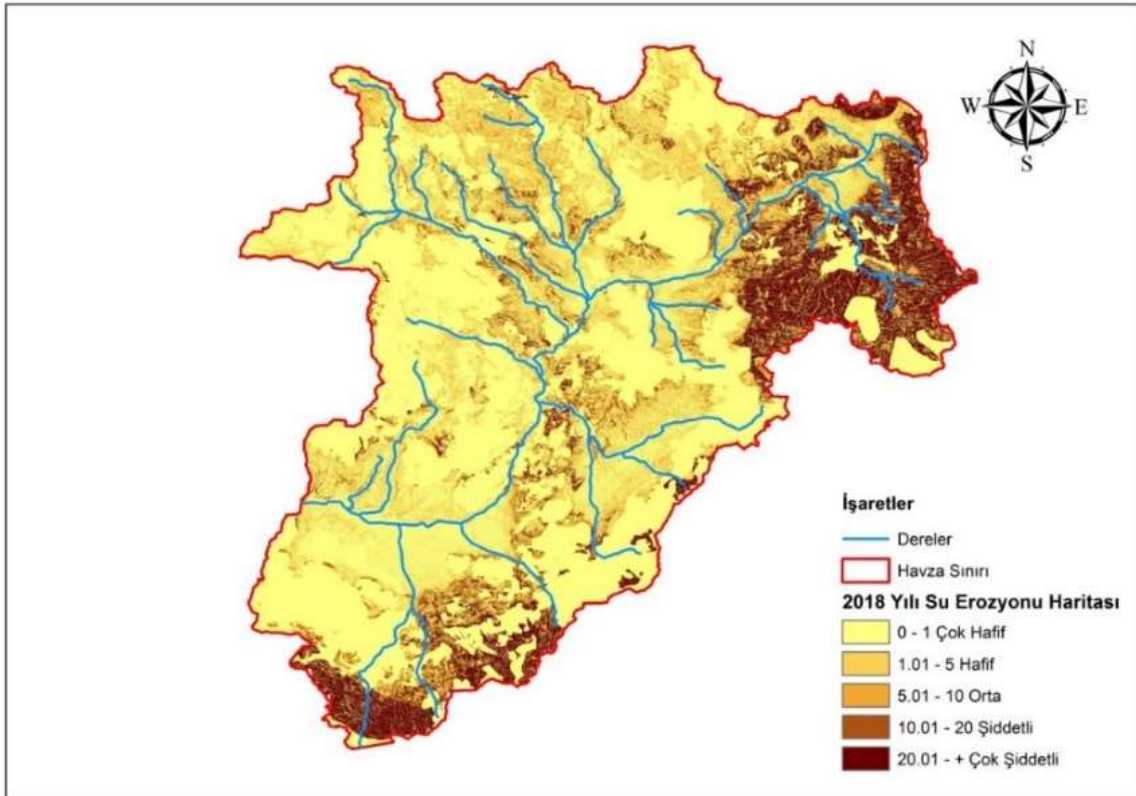 N
W E
S
İşaretler
Dereler
Havza Sınırı
2018 Yılı Su Erozyonu Haritası
0 - 1 Çok Hafif
1.01 - 5 Hafif
5.01 - 10 Orta
10.01 - 20 Şiddetli
20.01 - + Çok Şiddetli